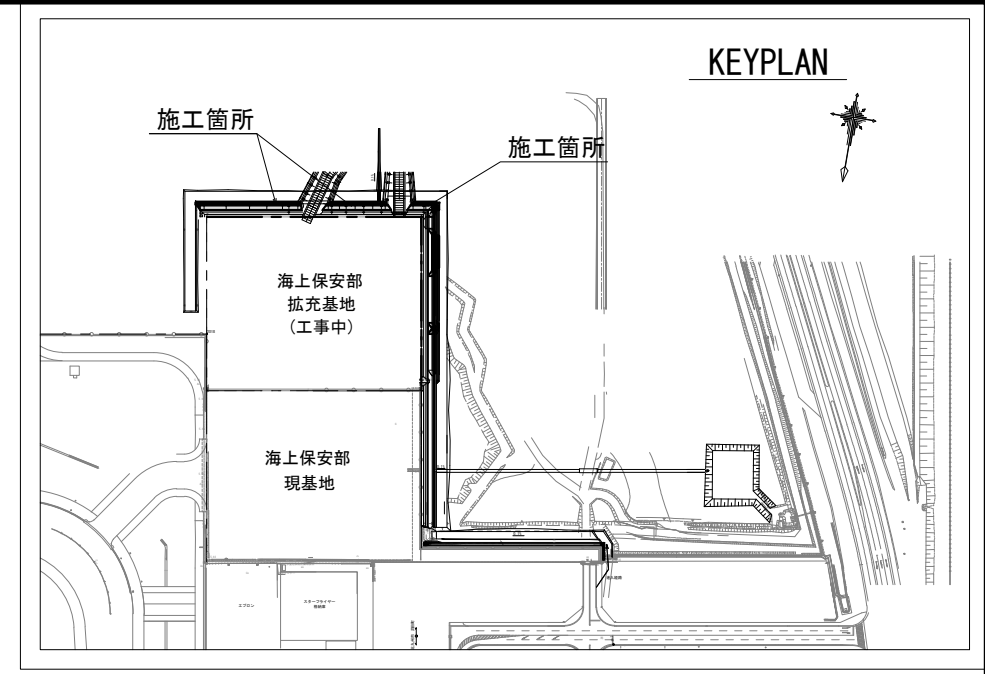 KEYPLAN
施工箇所
施工箇所
海上保安部
拡充基地
(工事中)
海上保安部
現基地
エプロン
スターフライヤー
格納庫